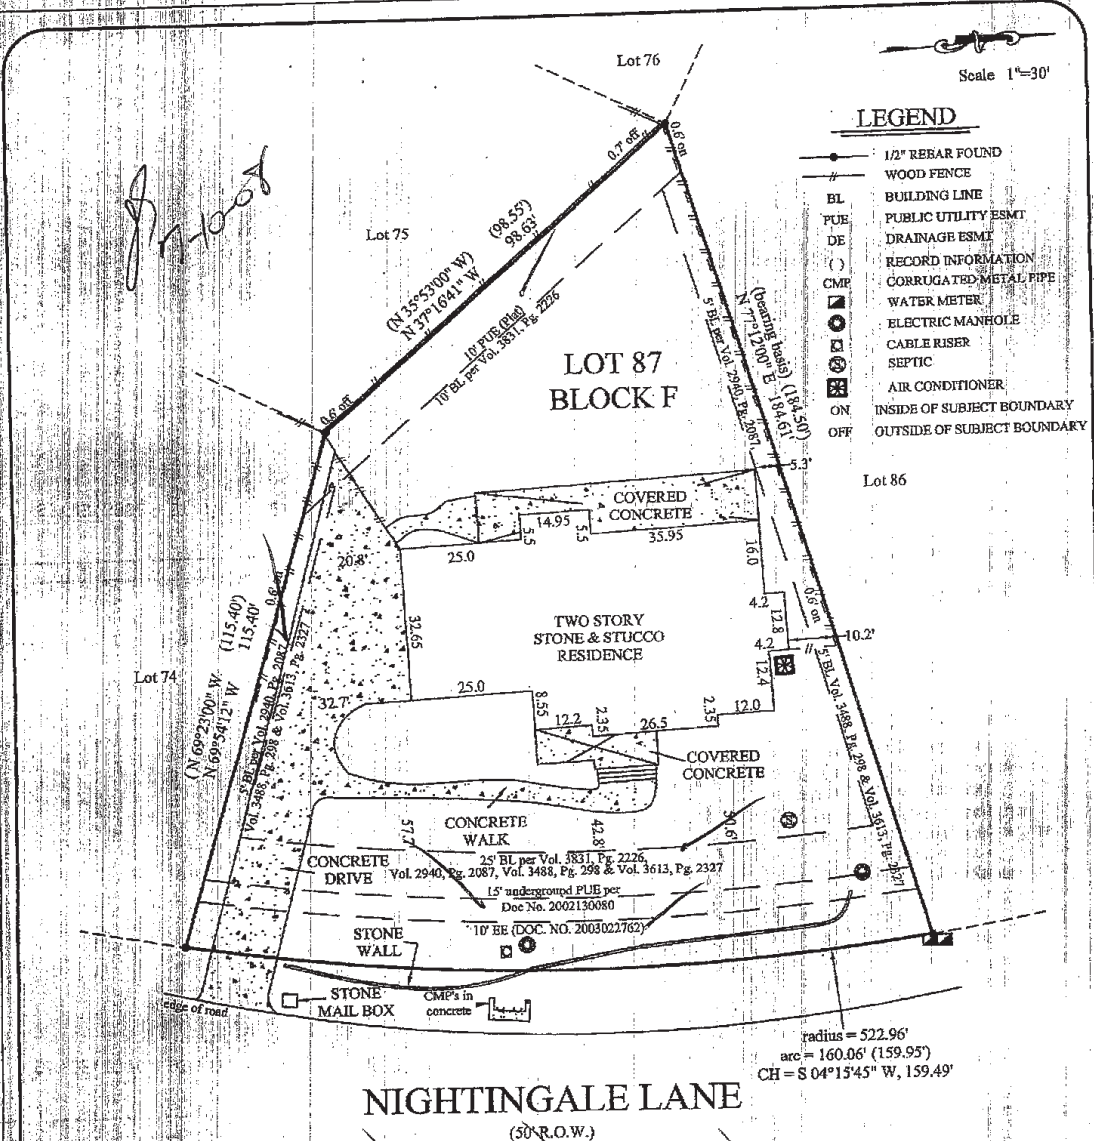 Lot 76
Scale 1"=30'
LEGEND
1/2" REBAR FOUND
WOOD FENCE
BL BUILDING LINE
PUE PUBLIC UTILITY ESMT
DE DRAINAGE ESMT
( ) RECORD INFORMATION
CMP CORRUGATED METAL PIPE
WATER METER
ELECTRIC MANHOLE
CABLE RISER
SEPTIC
AIR CONDITIONER
ON INSIDE OF SUBJECT BOUNDARY
OFF OUTSIDE OF SUBJECT BOUNDARY
7-10-08
0.7' off
0.6' on
Lot 75
(98.55')
98.63'
(N 35°53'00" W)
N 37°16'41" W
10' PUE (Plat)
10' BL per Vol. 3831, Pg. 2226
LOT 87
BLOCK F
(bearing basis) (184.50')
N 77°12'00" E 184.61'
5' BL per Vol. 2940, Pg. 2087
0.6' off
5.3'
Lot 86
COVERED
CONCRETE
14.95
5.5
5.5
35.95
25.0
20.8'
16.0
4.2
12.8
0.6' on
4.2
10.2'
12.4
32.65
TWO STORY
STONE & STUCCO
RESIDENCE
0.6' on
(115.40')
115.40'
Lot 74
(N 69°23'00" W
N 69°54'12" W
5' BL per Vol. 2940, Pg. 2087
Vol. 3488, Pg. 298 & Vol. 3613, Pg. 2327
32.7'
25.0
8.55
12.2
2.35
26.5
2.35
12.0
5' BL Vol. 3488, Pg. 298 & Vol. 3613, Pg. 2327
COVERED
CONCRETE
CONCRETE
WALK
57.7'
42.8'
50.6'
CONCRETE
DRIVE
25' BL per Vol. 3831, Pg. 2226,
Vol. 2940, Pg. 2087, Vol. 3488, Pg. 298 & Vol. 3613, Pg. 2327
15' underground PUE per
Doc No. 2002130080
10' EE (DOC. NO. 2003022762)
STONE
WALL
edge of road
STONE
MAIL BOX
CMP's in
concrete
radius = 522.96'
arc = 160.06' (159.95')
CH = S 04°15'45" W, 159.49'
NIGHTINGALE LANE
(50' R.O.W.)